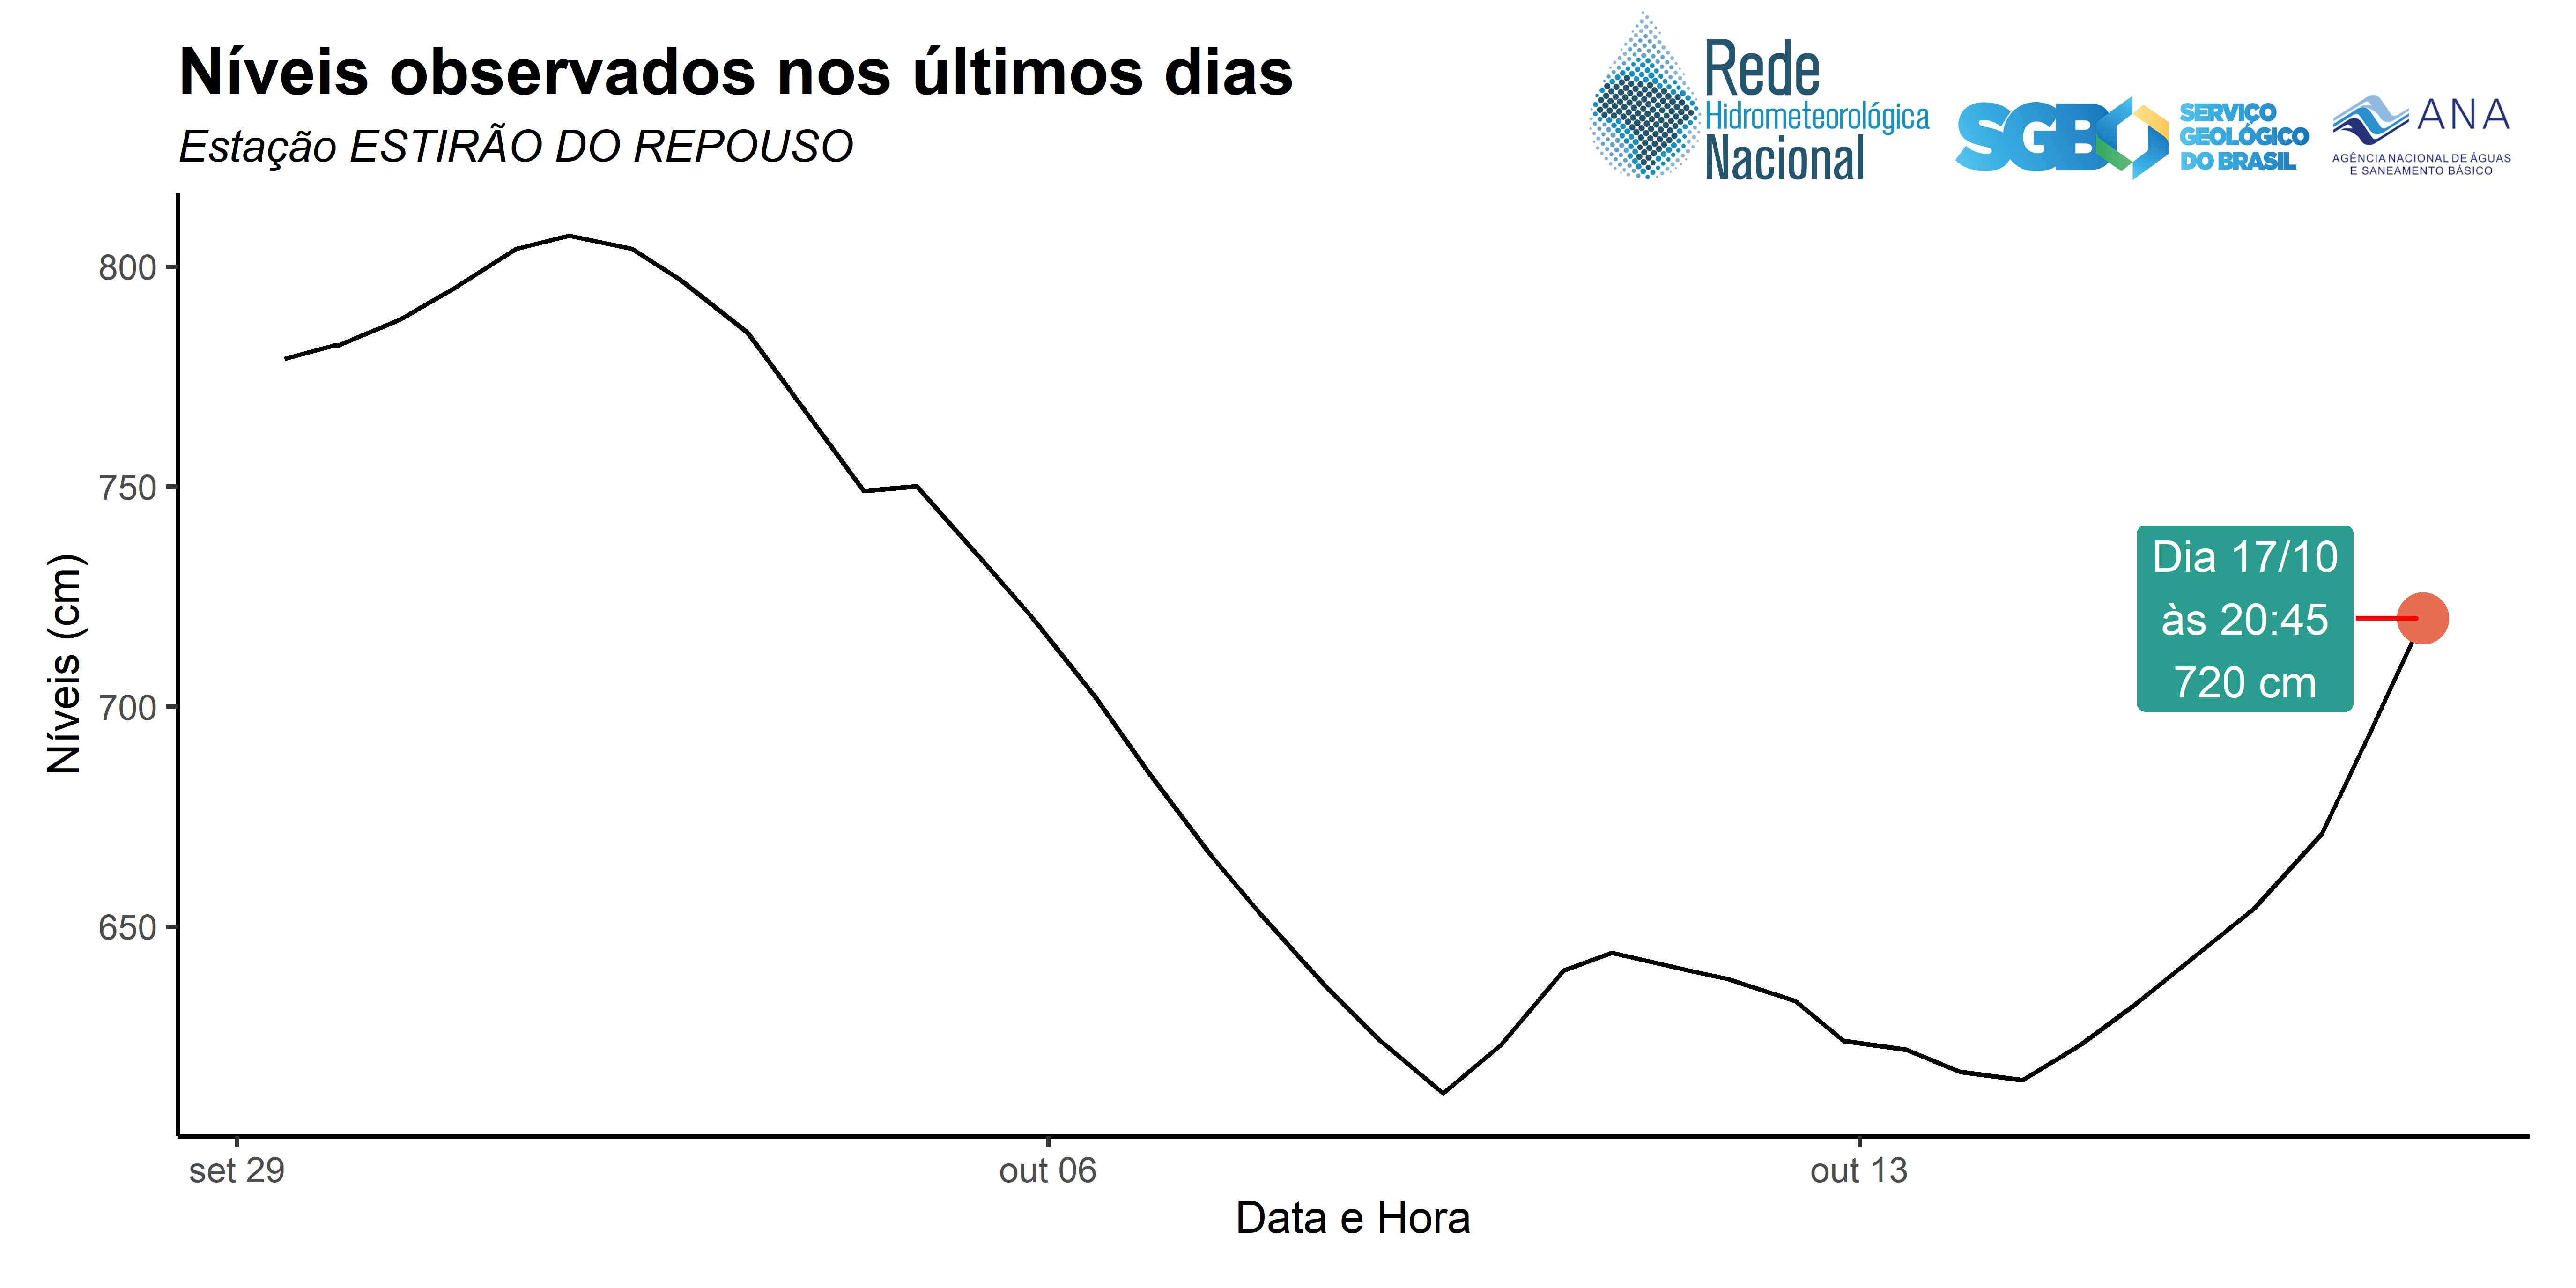 Níveis observados nos últimos dias
Estação ESTIRÃO DO REPOUSO
Rede
Hidrometeorológica
Nacional
SGB
SERVIÇO
GEOLÓGICO
DO BRASIL
ANA
AGÊNCIA NACIONAL DE ÁGUAS
E SANEAMENTO BÁSICO
Níveis (cm)
800
750
700
650
Dia 17/10
às 20:45
720 cm
set 29
out 06
out 13
Data e Hora